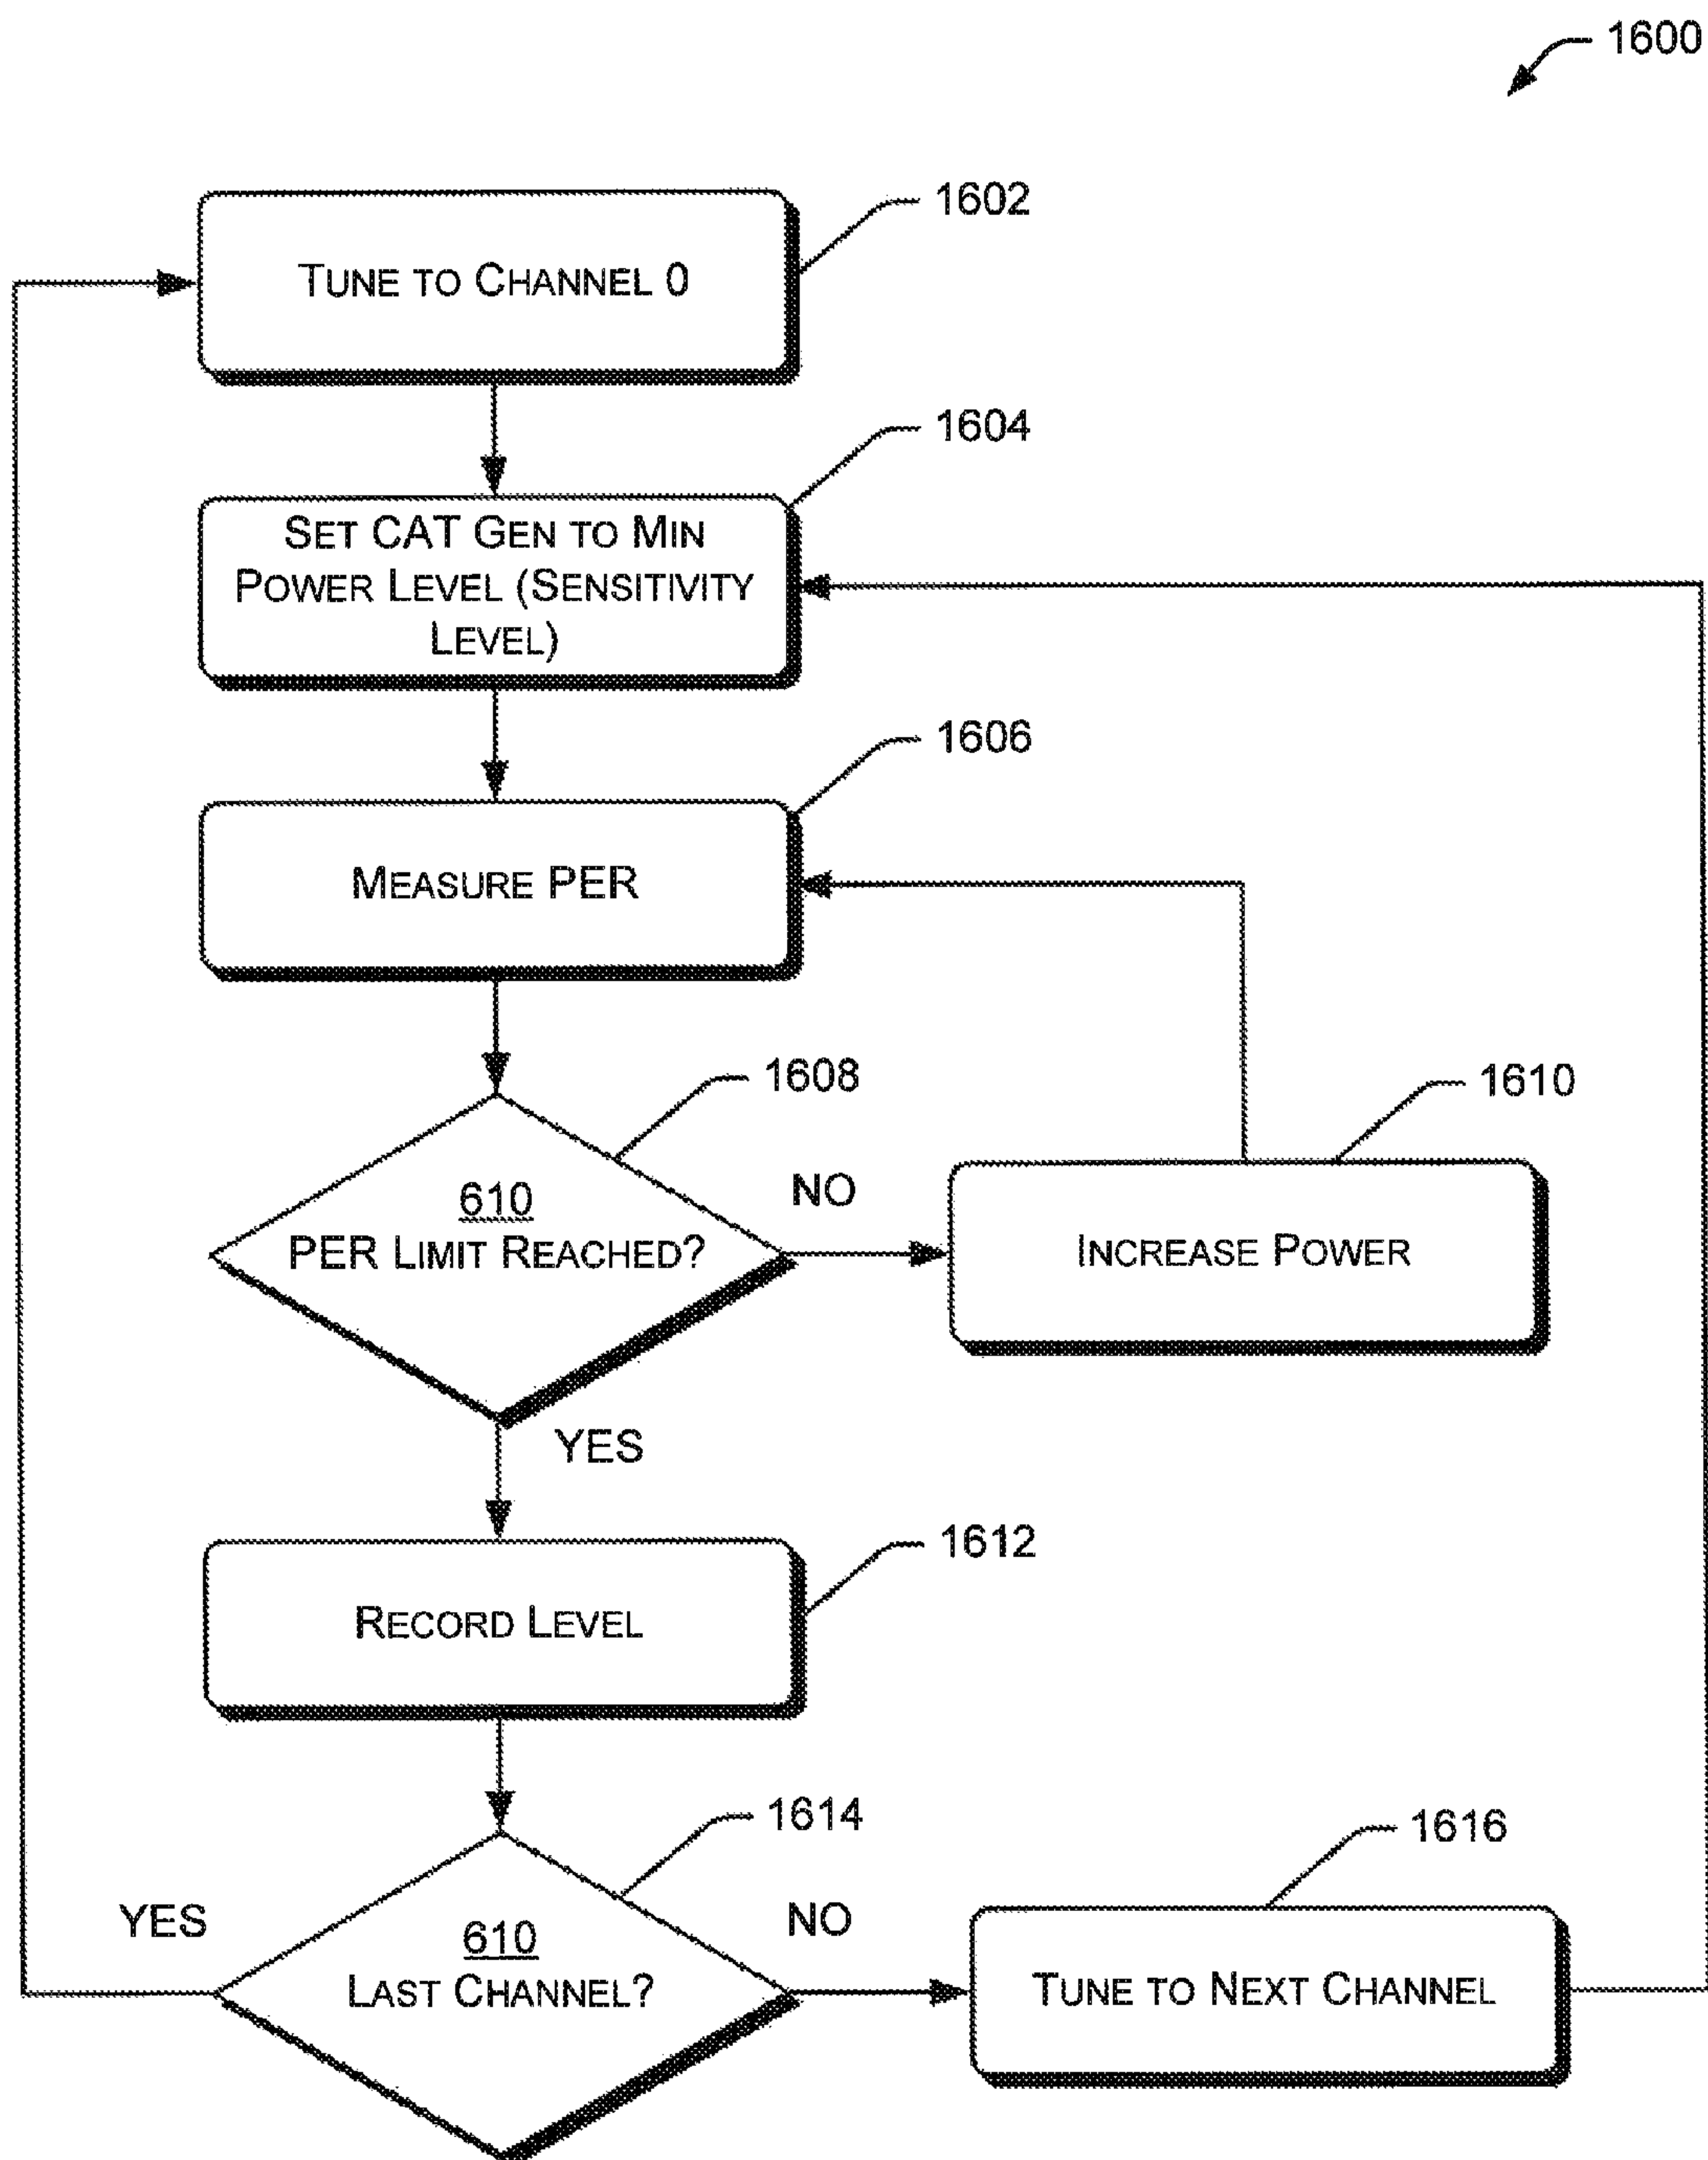 1600
1602
TUNE TO CHANNEL 0
1604
SET CAT GEN TO MIN
POWER LEVEL (SENSITIVITY
LEVEL)
1606
MEASURE PER
1608
610
PER LIMIT REACHED?
NO
1610
INCREASE POWER
YES
1612
RECORD LEVEL
1614
YES
610
LAST CHANNEL?
NO
1616
TUNE TO NEXT CHANNEL